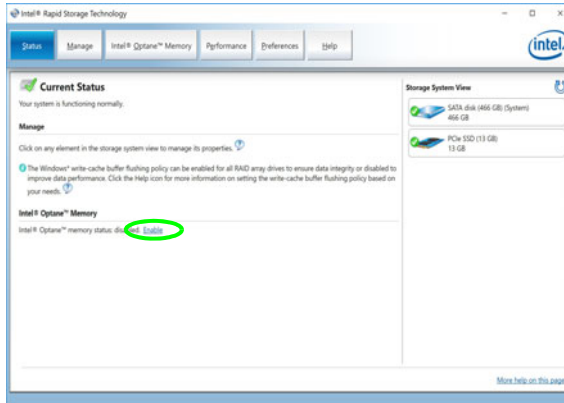 Intel® Rapid Storage Technology
Status
Manage
Intel® Optane™ Memory
Performance
Preferences
Help
intel
Current Status
Your system is functioning normally.
Manage
Click on any element in the storage system view to manage its properties.
The Windows* write-cache buffer flushing policy can be enabled for all RAID array drives to ensure data integrity or disabled to
improve data performance. Click the Help icon for more information on setting the write-cache buffer flushing policy based on
your needs.
Intel® Optane™ Memory
Intel® Optane™ memory status: disabled. Enable
Storage System View
SATA disk (466 GB) (System)
466 GB
PCIe SSD (13 GB)
13 GB
More help on this page